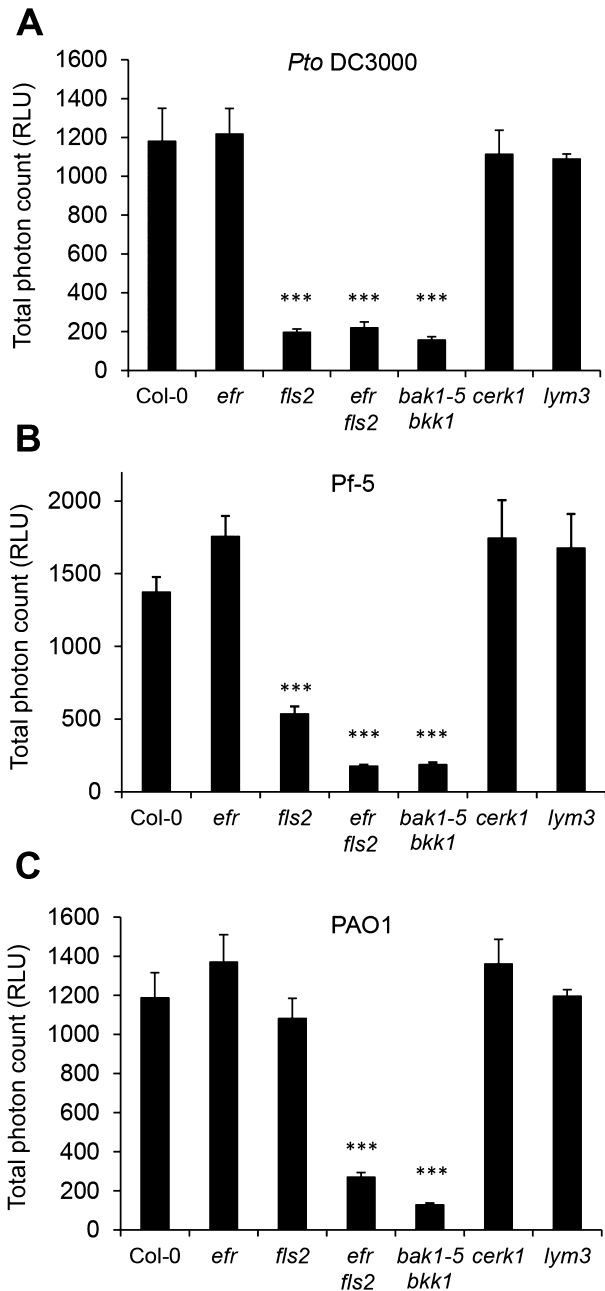 A
Pto DC3000
Total photon count (RLU)
1600
1400
1200
1000
800
600
400
200
0
*** *** ***
Col-0 efr fls2 efr bak1-5 cerk1 lym3
fls2 bkk1
B
Pf-5
Total photon count (RLU)
2000
1500
1000
500
0
***
*** ***
Col-0 efr fls2 efr bak1-5 cerk1 lym3
fls2 bkk1
C
PAO1
Total photon count (RLU)
1600
1400
1200
1000
800
600
400
200
0
***
***
Col-0 efr fls2 efr bak1-5 cerk1 lym3
fls2 bkk1